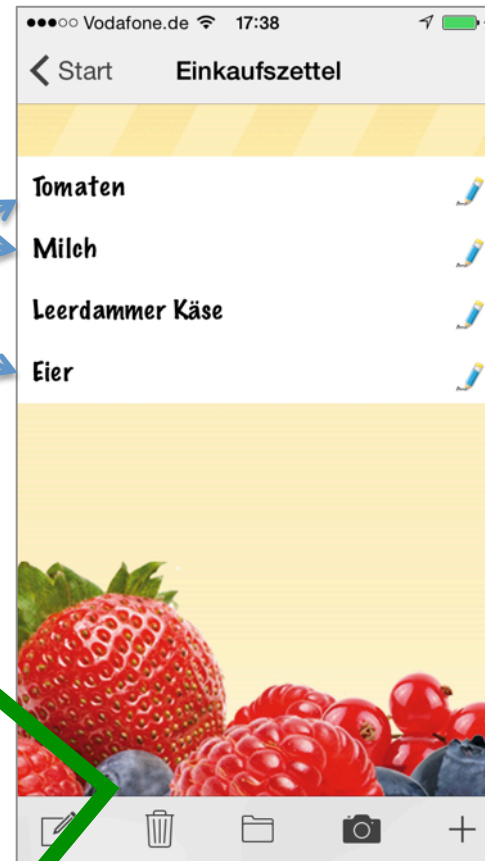 Vodafone.de 17:38
Start Einkaufszettel
Tomaten
Milch
Leerdammer Käse
Eier